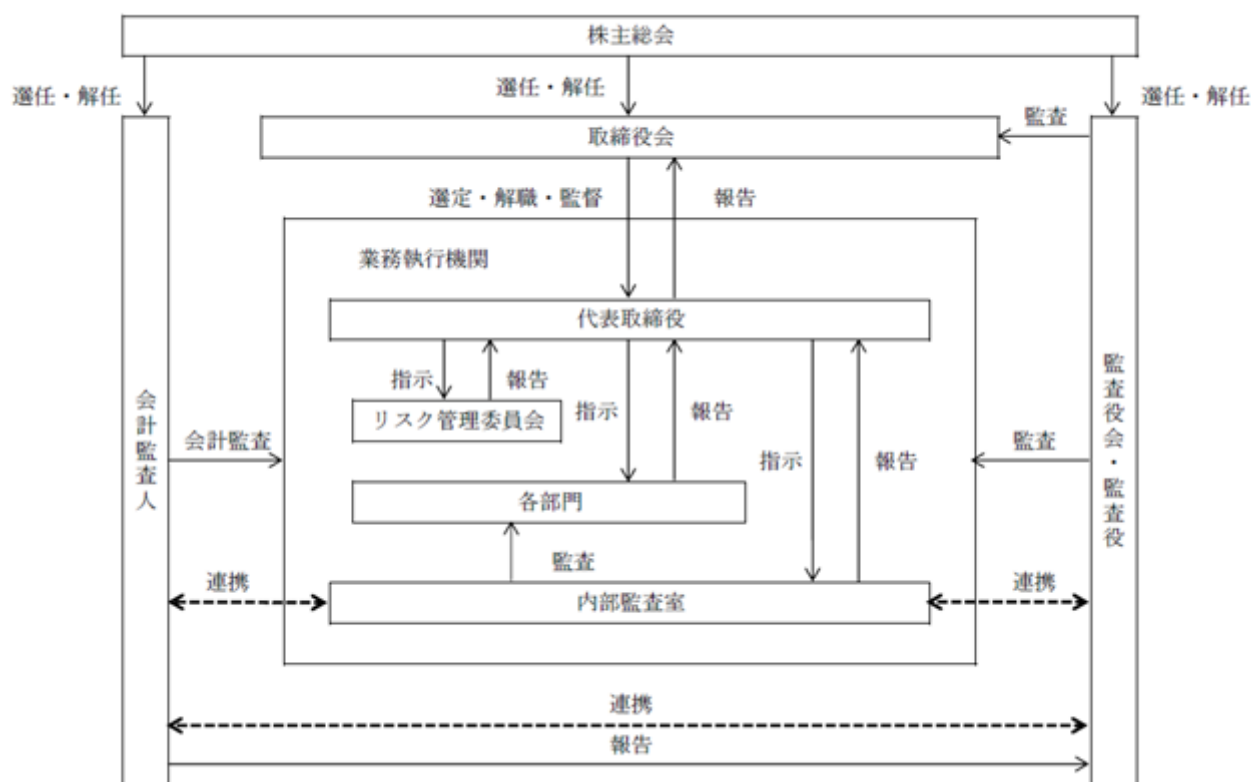 株主総会
選任・解任
選任・解任
選任・解任
取締役会
監査
選定・解職・監督
報告
業務執行機関
代表取締役
指示
報告
リスク管理委員会
指示
報告
会計監査人
会計監査
指示
報告
監査
監査役会・監査役
各部門
監査
連携
内部監査室
連携
連携
報告